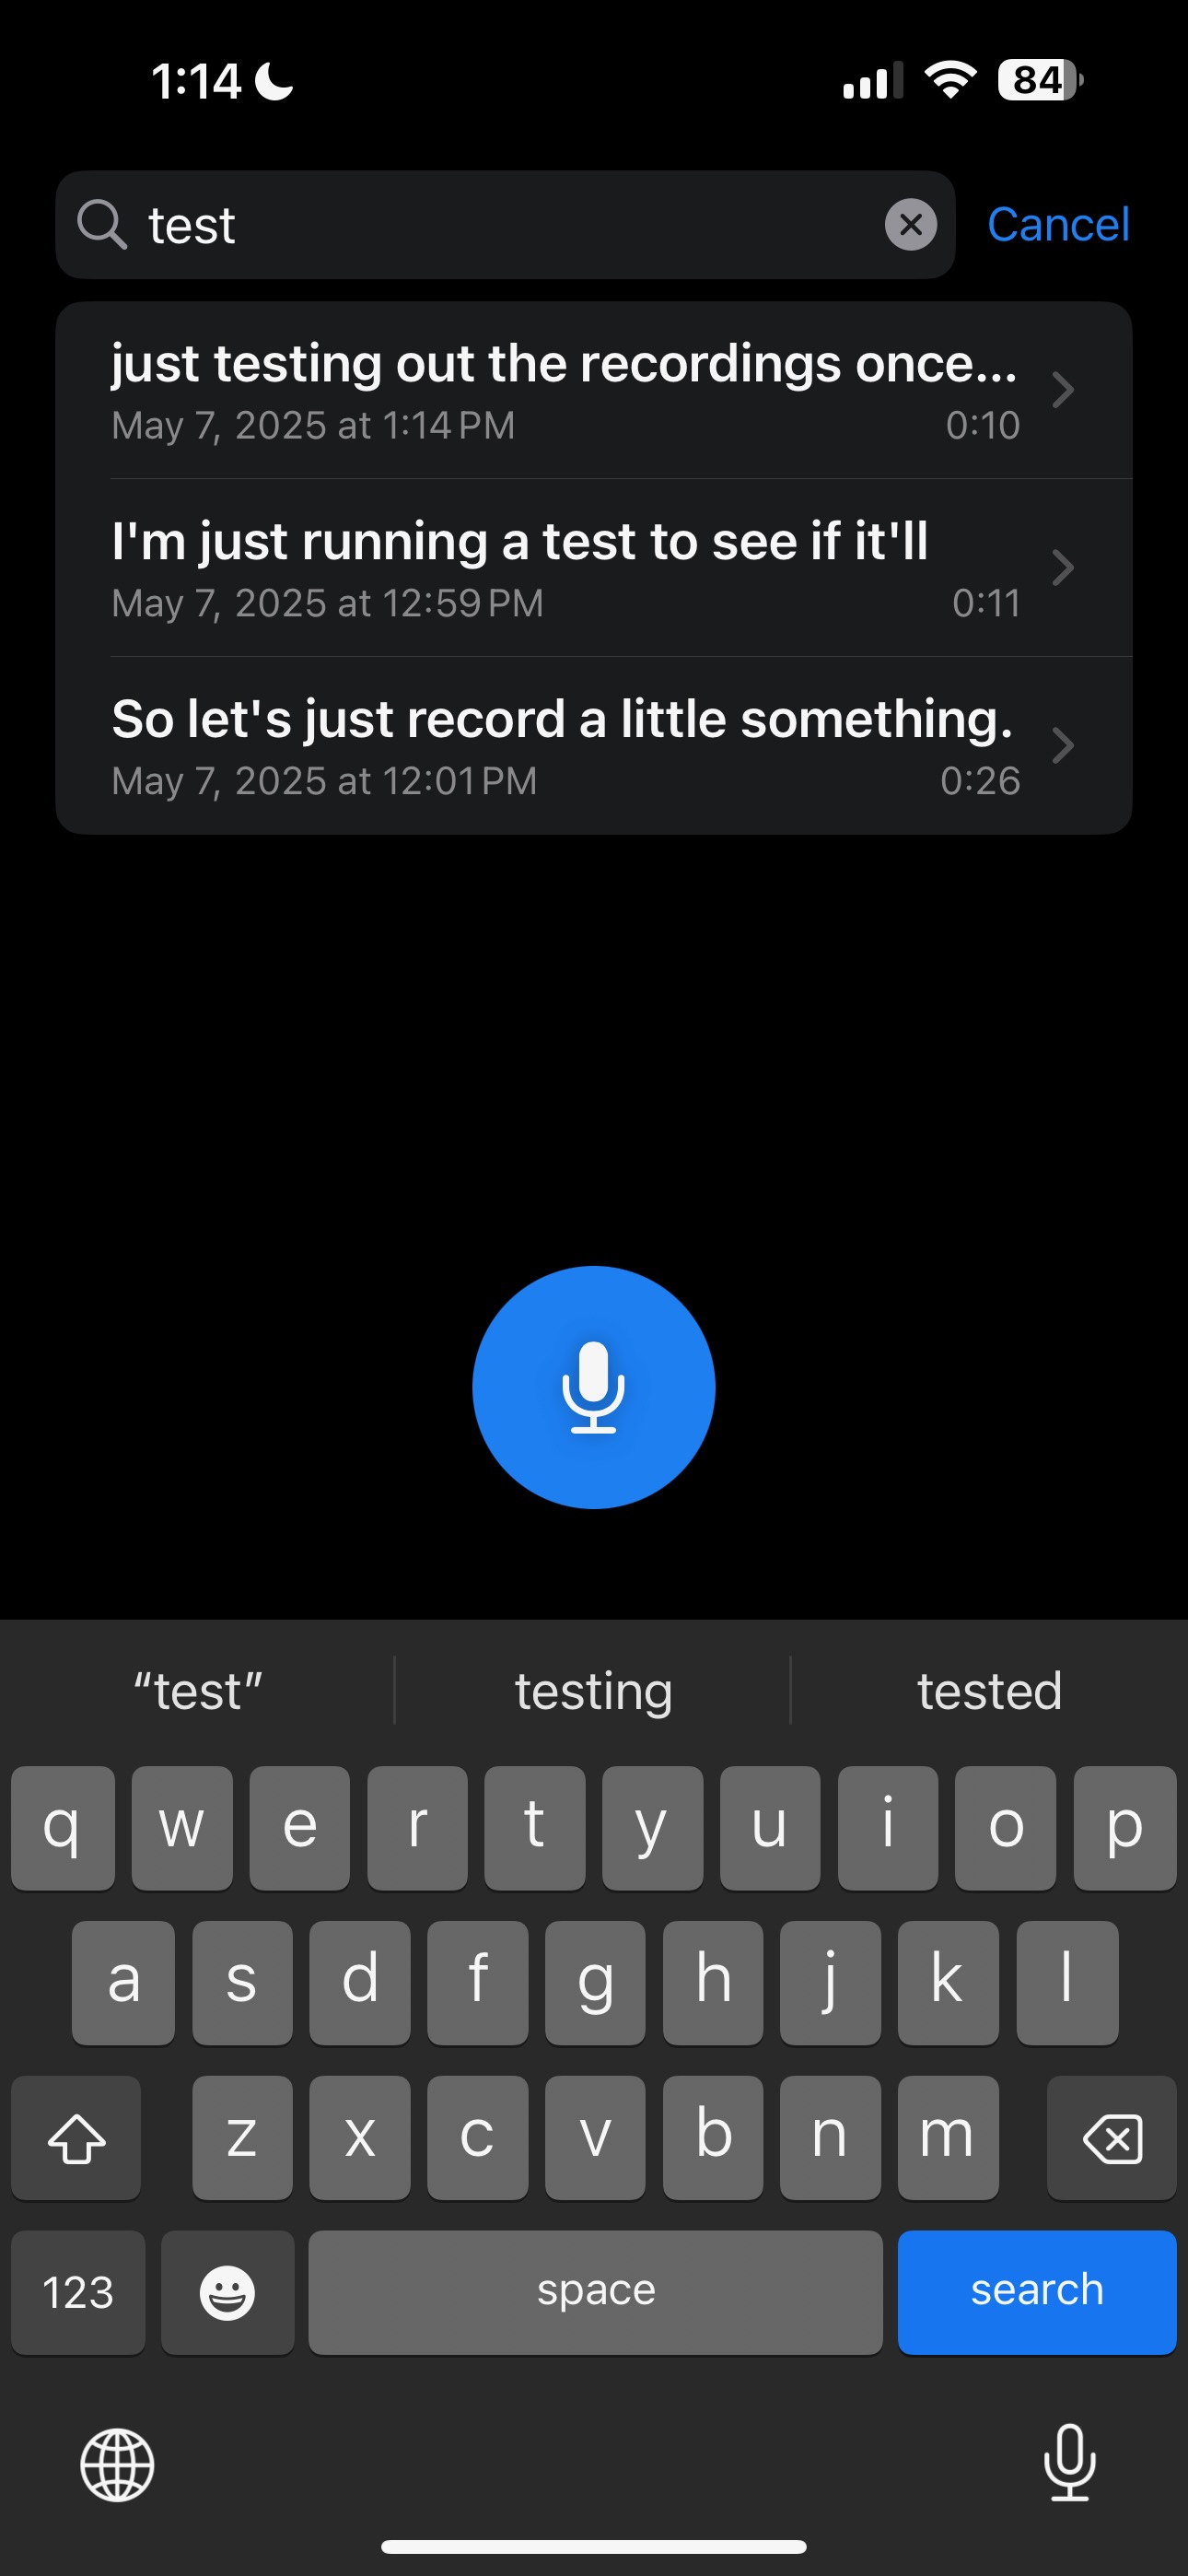 1:14
84
test
Cancel
just testing out the recordings once...
May 7, 2025 at 1:14 PM
0:10
I'm just running a test to see if it'll
May 7, 2025 at 12:59 PM
0:11
So let's just record a little something.
May 7, 2025 at 12:01 PM
0:26
“test” testing tested
q w e r t y u i o p
a s d f g h j k l
z x c v b n m
123 space search